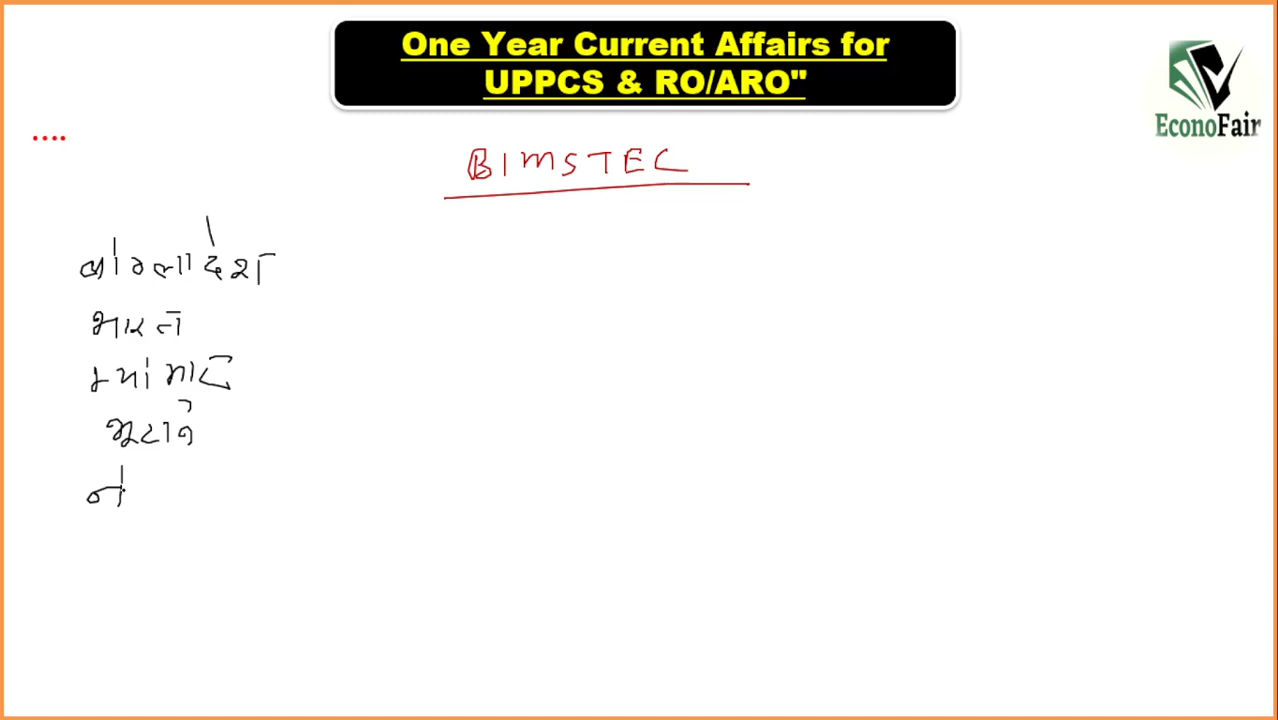 One Year Current Affairs for
UPPCS & RO/ARO"
EconoFair
....
BIMSTEC
बांग्लादेश
भारत
म्यांमार
भूटान
ने